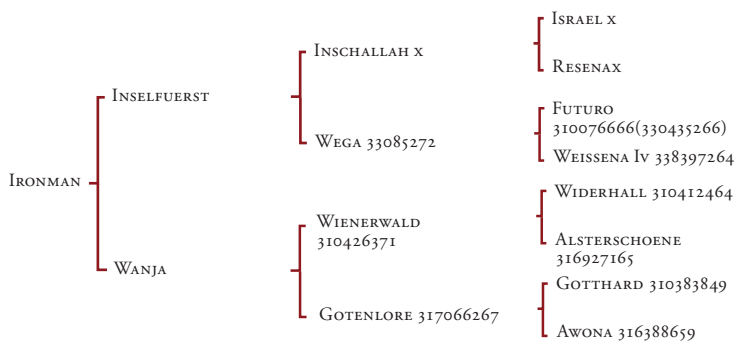 Ironman
Inselfuerst
Wanja
Inschallah x
Wega 33085272
Wienerwald
310426371
Gotenlore 317066267
Israel x
Resenax
Futuro
310076666(330435266)
Weissena Iv 338397264
Widerhall 310412464
Alsterschoene
316927165
Gotthard 310383849
Awona 316388659